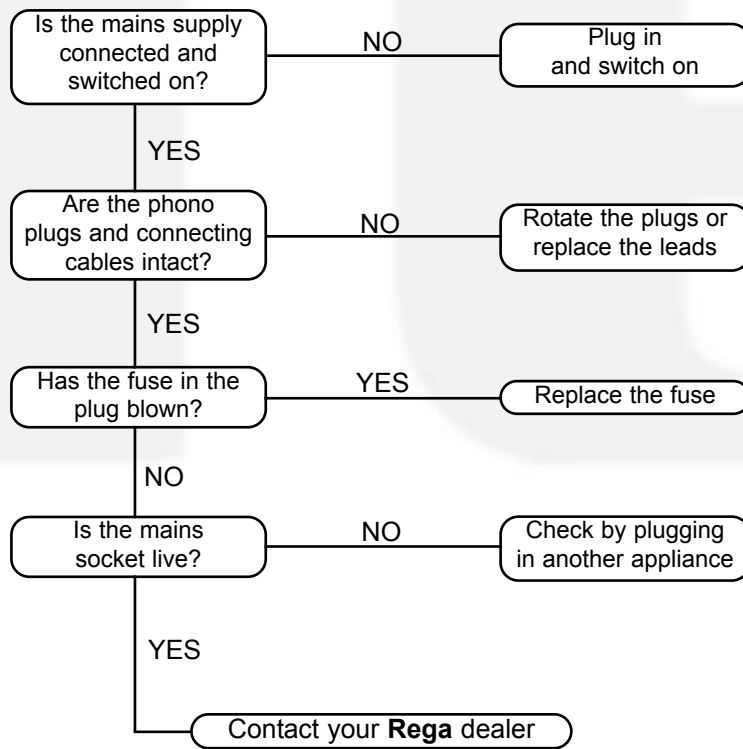 Is the mains supply
connected and
switched on?
NO
Plug in
and switch on
YES
Are the phono
plugs and connecting
cables intact?
NO
Rotate the plugs or
replace the leads
YES
Has the fuse in the
plug blown?
YES
Replace the fuse
NO
Is the mains
socket live?
NO
Check by plugging
in another appliance
YES
Contact your Rega dealer